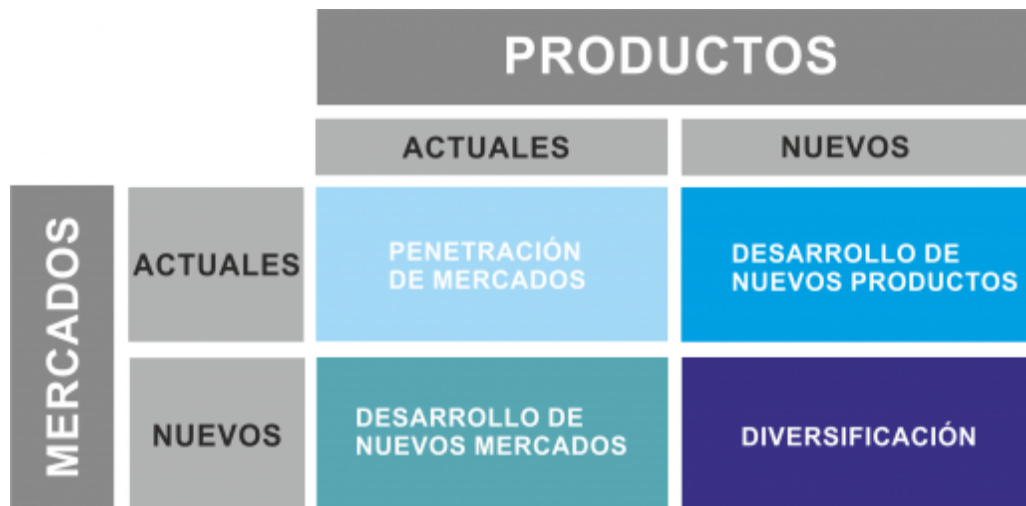 PRODUCTOS
ACTUALES
NUEVOS
MERCADOS
ACTUALES
PENETRACIÓN
DE MERCADOS
DESARROLLO DE
NUEVOS PRODUCTOS
NUEVOS
DESARROLLO DE
NUEVOS MERCADOS
DIVERSIFICACIÓN